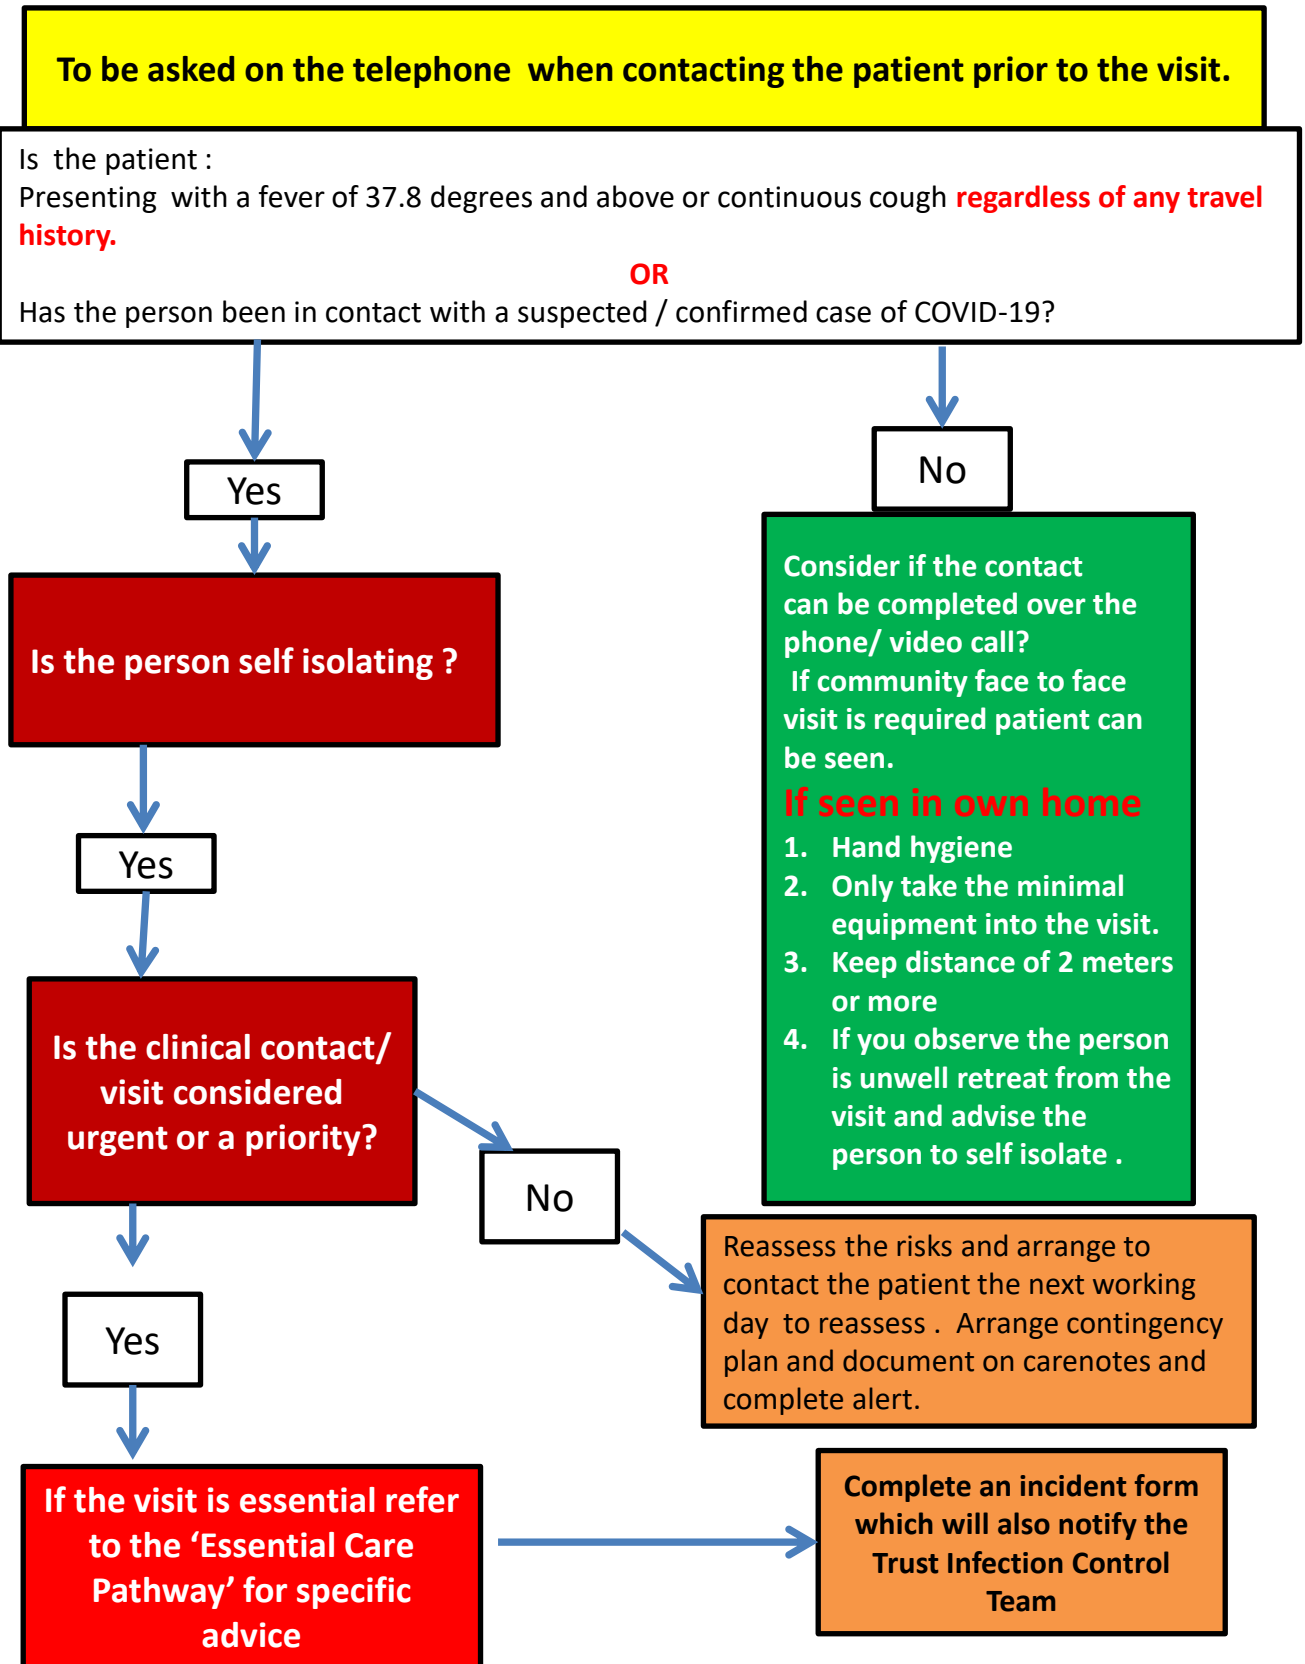 To be asked on the telephone when contacting the patient prior to the visit.
Is the patient :
Presenting with a fever of 37.8 degrees and above or continuous cough regardless of any travel
history.
OR
Has the person been in contact with a suspected / confirmed case of COVID-19?
Yes
No
Is the person self isolating ?
Yes
Is the clinical contact/
visit considered
urgent or a priority?
No
Yes
If the visit is essential refer
to the ‘Essential Care
Pathway’ for specific
advice
Consider if the contact
can be completed over the
phone/ video call?
If community face to face
visit is required patient can
be seen.
If seen in own home
1. Hand hygiene
2. Only take the minimal
equipment into the visit.
3. Keep distance of 2 meters
or more
4. If you observe the person
is unwell retreat from the
visit and advise the
person to self isolate .
Reassess the risks and arrange to
contact the patient the next working
day to reassess . Arrange contingency
plan and document on carenotes and
complete alert.
Complete an incident form
which will also notify the
Trust Infection Control
Team